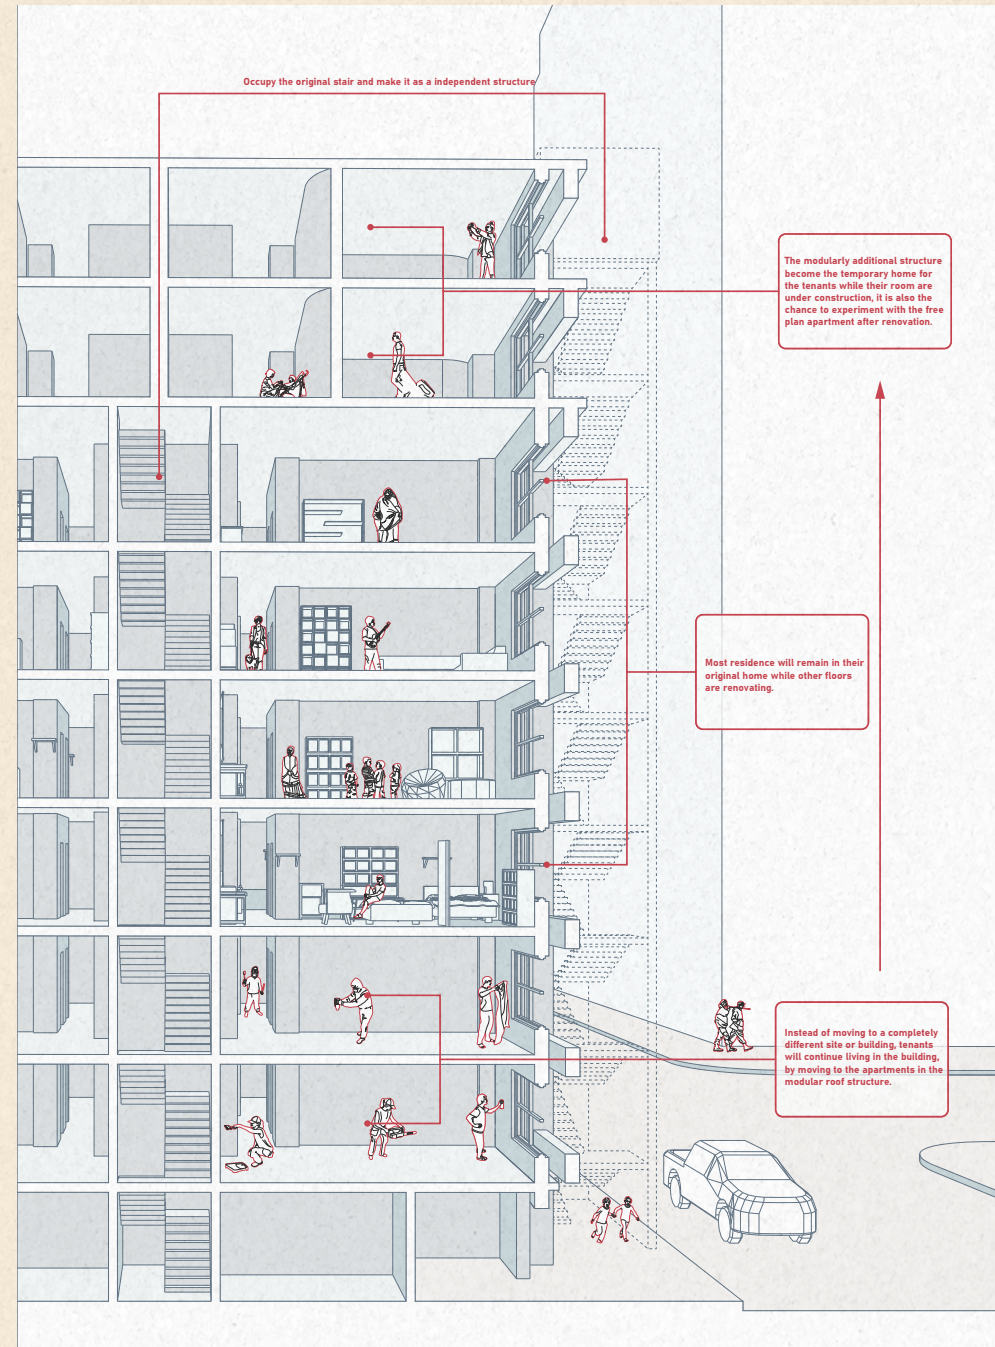 Occupy the original stair and make it as a independent structure
The modularly additional structure
become the temporary home for
the tenants while their room are
under construction, it is also the
chance to experiment with the free
plan apartment after renovation.
Most residence will remain in their
original home while other floors
are renovating.
Instead of moving to a completely
different site or building, tenants
will continue living in the building,
by moving to the apartments in the
modular roof structure.